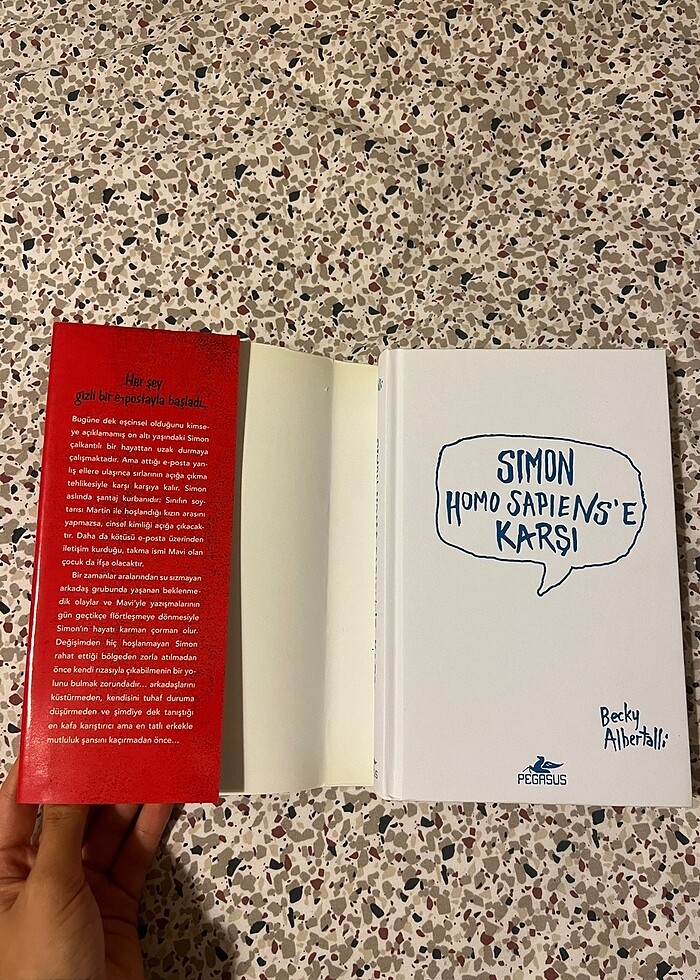 Her şey
gizli bir e-postayla başladı...
Bugüne dek eşcinsel olduğunu kimse-
ye açıklamamış on altı yaşındaki Simon
çalkantılı bir hayattan uzak durmaya
çalışmaktadır. Ama attığı e-posta yan-
lış ellere ulaşınca sırlarının açığa çıkma
tehlikesiyle karşı karşıya kalır. Simon
aslında şantaj kurbanıdır: Sınıfın soy-
tarısı Martin ile hoşlandığı kızın arasını
yapmazsa, cinsel kimliği açığa çıkacak-
tır. Daha da kötüsü e-posta üzerinden
iletişim kurduğu, takma ismi Mavi olan
çocuk da ifşa olacaktır.
Bir zamanlar aralarından su sızmayan
arkadaş grubunda yaşanan beklenme-
dik olaylar ve Mavi'yle yazışmalarının
gün geçtikçe flörtleşmeye dönmesiyle
Simon'ın hayatı karman çorman olur.
Değişimden hiç hoşlanmayan Simon
rahat ettiği bölgeden zorla atılmadan
önce kendi rızasıyla çıkabilmenin bir yo-
lunu bulmak zorundadır... arkadaşlarını
küstürmeden, kendisini tuhaf duruma
düşürmeden ve şimdiye dek tanıştığı
en kafa karıştırıcı ama en tatlı erkekle
mutluluk şansını kaçırmadan önce...
SIMON
HOMO SAPIENS'E
KARŞI
Becky
Albertalli
PEGASUS